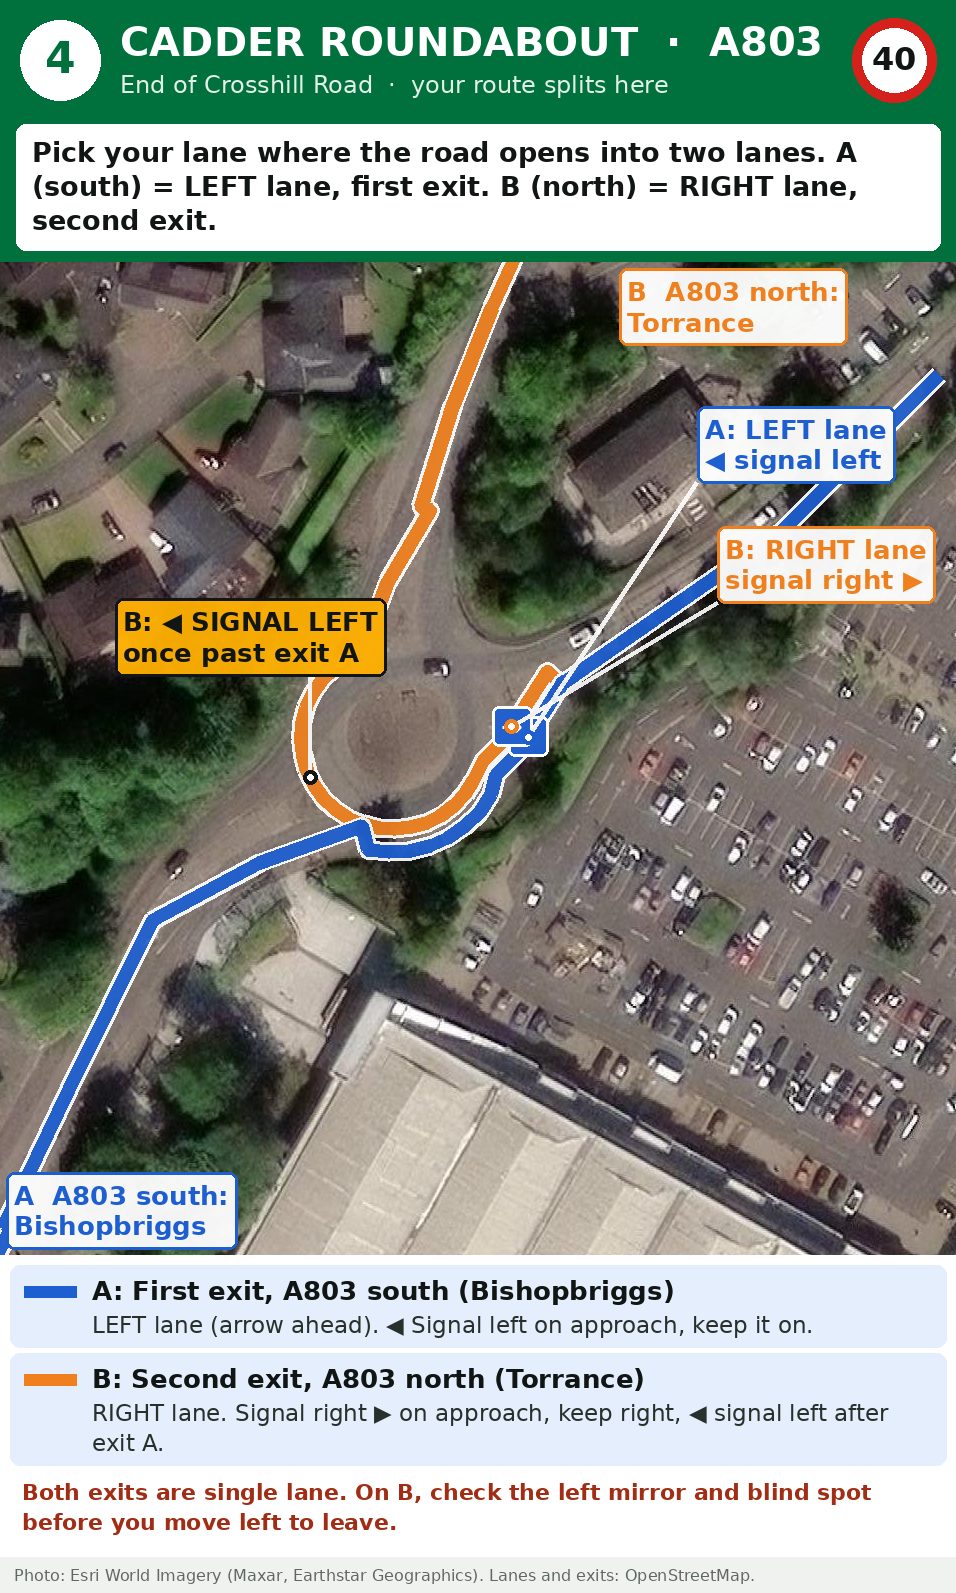 4
CADDER ROUNDABOUT · A803
End of Crosshill Road · your route splits here
40
Pick your lane where the road opens into two lanes. A
(south) = LEFT lane, first exit. B (north) = RIGHT lane,
second exit.
B A803 north:
Torrance
A: LEFT lane
◀ signal left
B: RIGHT lane
signal right ▶
B: ◀ SIGNAL LEFT
once past exit A
A A803 south:
Bishopbriggs
A: First exit, A803 south (Bishopbriggs)
LEFT lane (arrow ahead). ◀ Signal left on approach, keep it on.
B: Second exit, A803 north (Torrance)
RIGHT lane. Signal right ▶ on approach, keep right, ◀ signal left after
exit A.
Both exits are single lane. On B, check the left mirror and blind spot
before you move left to leave.
Photo: Esri World Imagery (Maxar, Earthstar Geographics). Lanes and exits: OpenStreetMap.